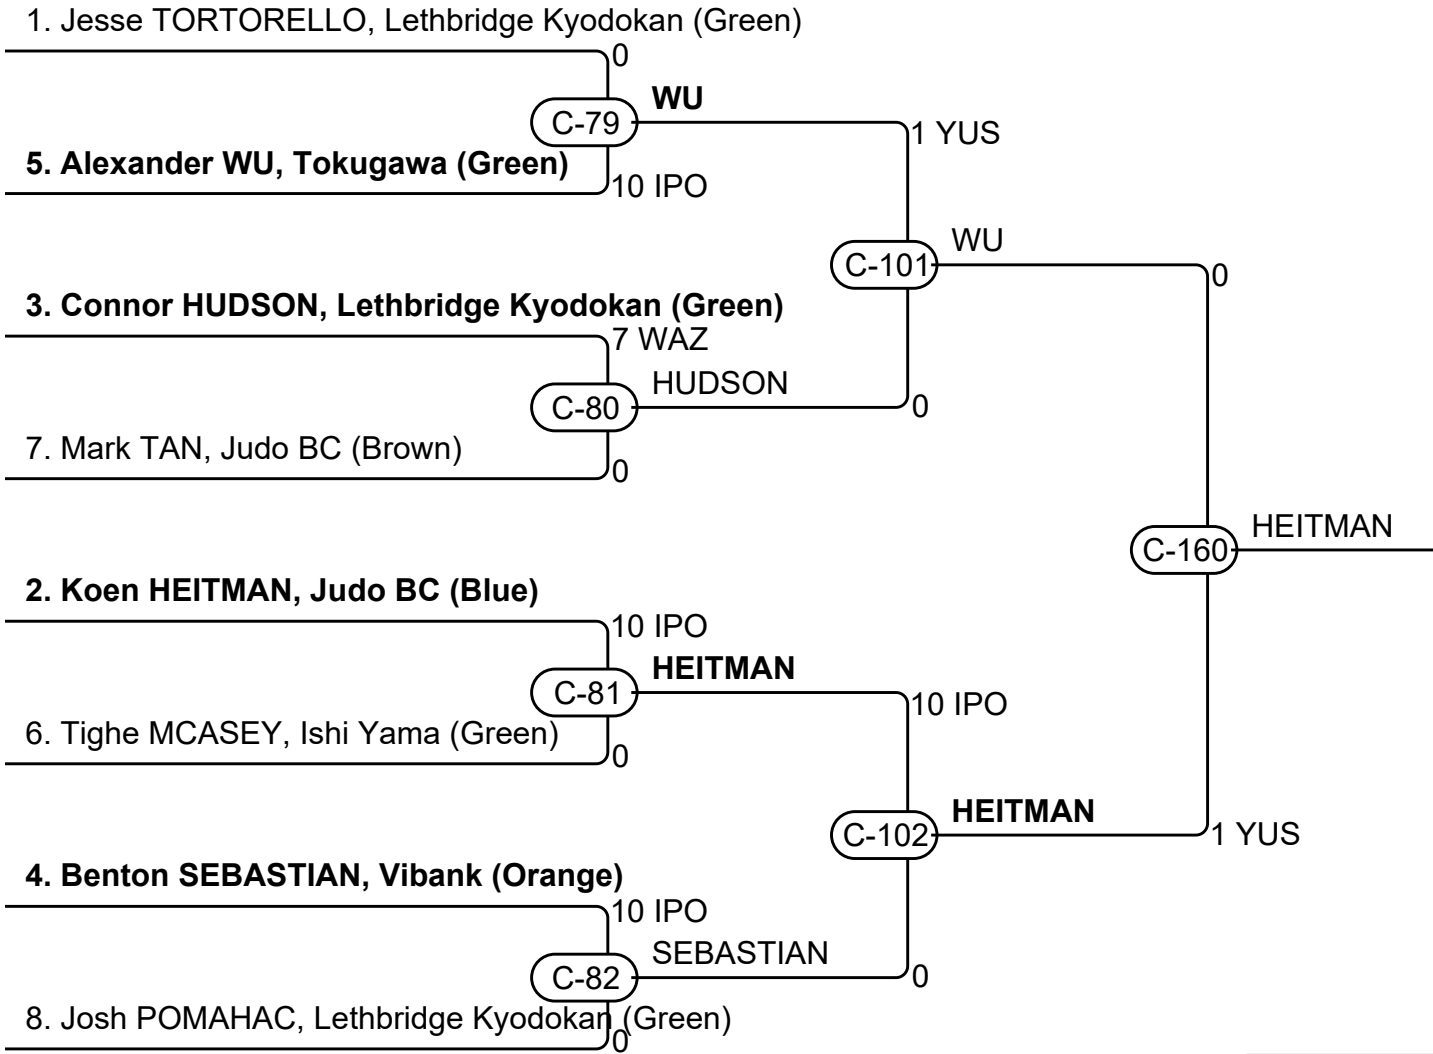 1. Jesse TORTORELLO, Lethbridge Kyodokan (Green)
0
WU
C-79
1 YUS
5. Alexander WU, Tokugawa (Green)
10 IPO
WU
C-101
0
3. Connor HUDSON, Lethbridge Kyodokan (Green)
7 WAZ
HUDSON
C-80
0
7. Mark TAN, Judo BC (Brown)
0
HEITMAN
C-160
2. Koen HEITMAN, Judo BC (Blue)
10 IPO
HEITMAN
C-81
10 IPO
6. Tighe MCASEY, Ishi Yama (Green)
0
HEITMAN
C-102
1 YUS
4. Benton SEBASTIAN, Vibank (Orange)
10 IPO
SEBASTIAN
C-82
0
8. Josh POMAHAC, Lethbridge Kyodokan (Green)
0